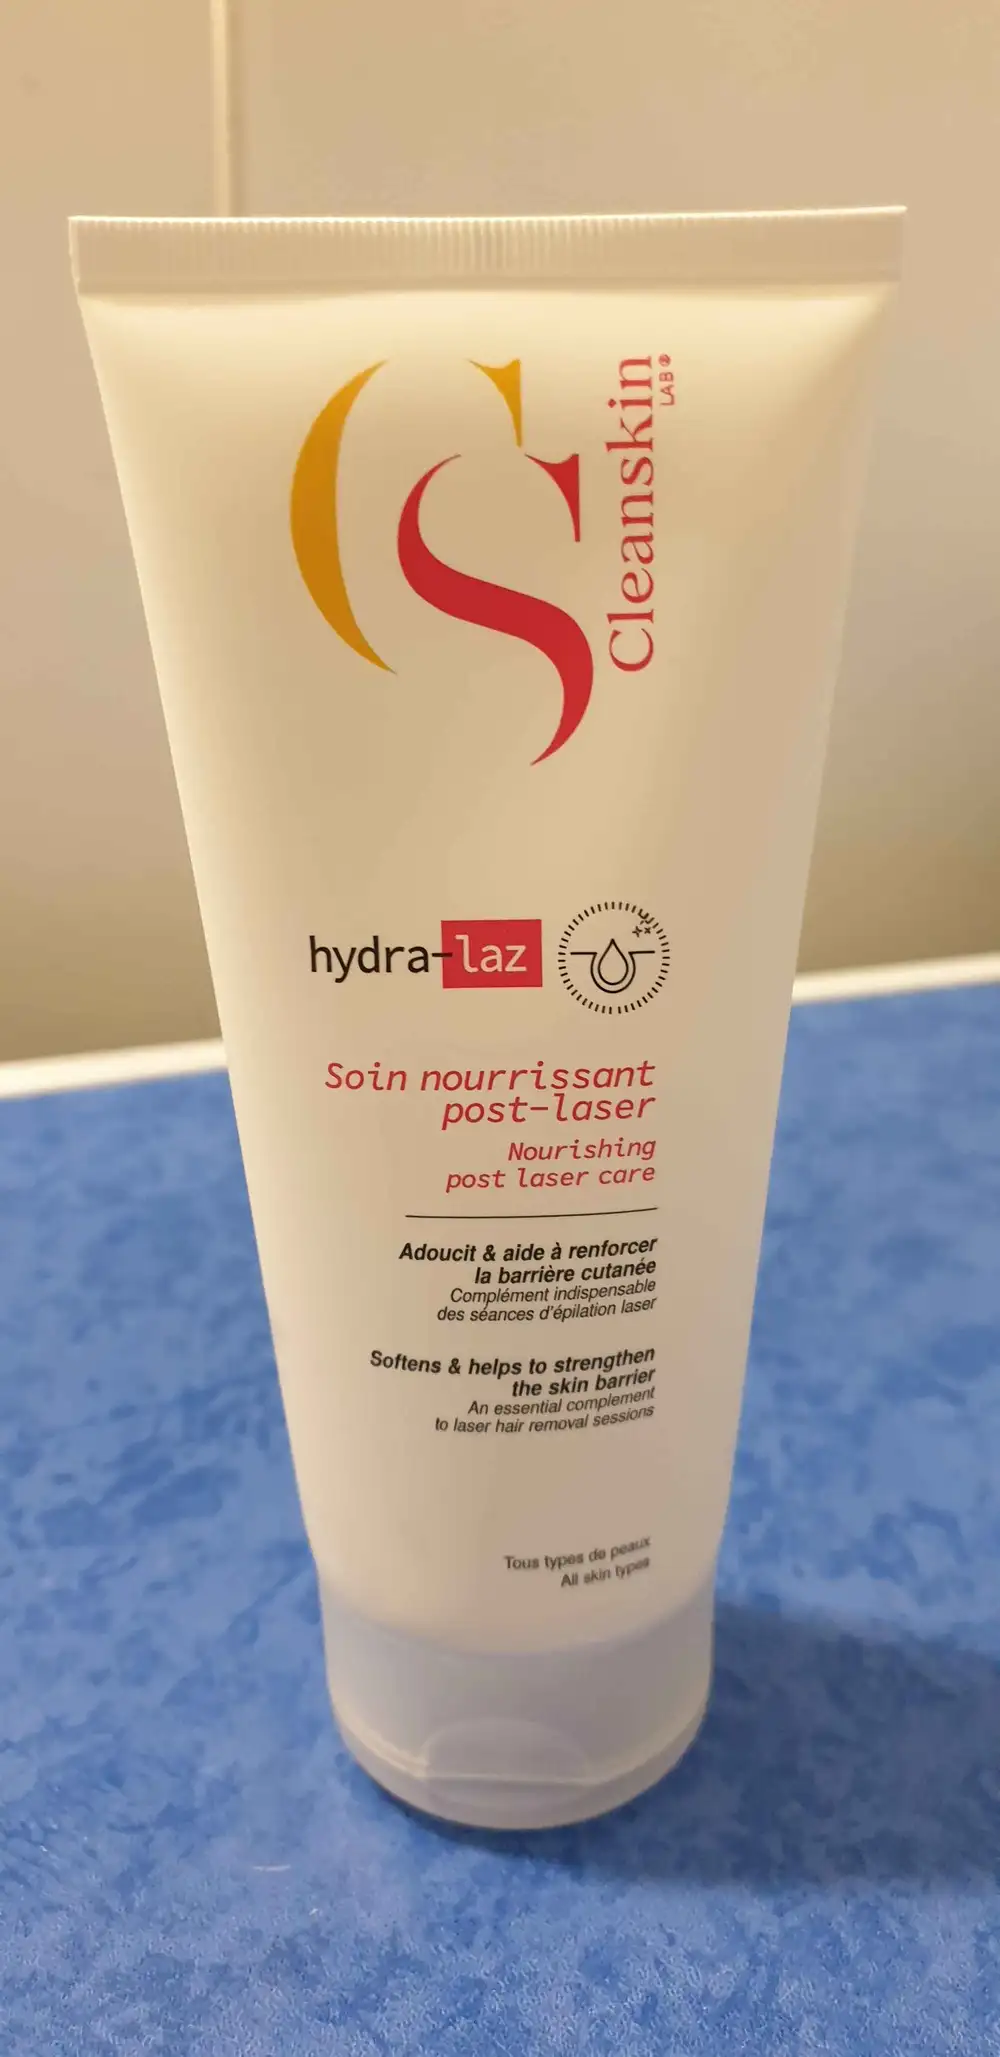 CS
Cleanskin
LAB®
hydra-laz
Soin nourrissant
post-laser
Nourishing
post laser care
Adoucit & aide à renforcer
la barrière cutanée
Complément indispensable
des séances d'épilation laser
Softens & helps to strengthen
the skin barrier
An essential complement
to laser hair removal sessions
Tous types de peaux
All skin types